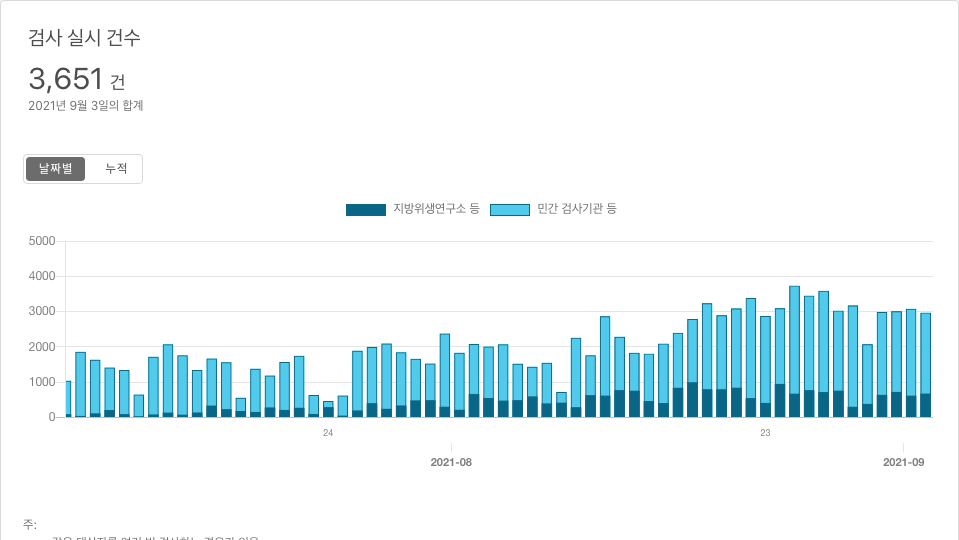 검사 실시 건수
3,651 건
2021년 9월 3일의 합계
날짜별 누적
지방위생연구소 등 민간 검사기관 등
5000
4000
3000
2000
1000
0
24 23
2021-08 2021-09
주: